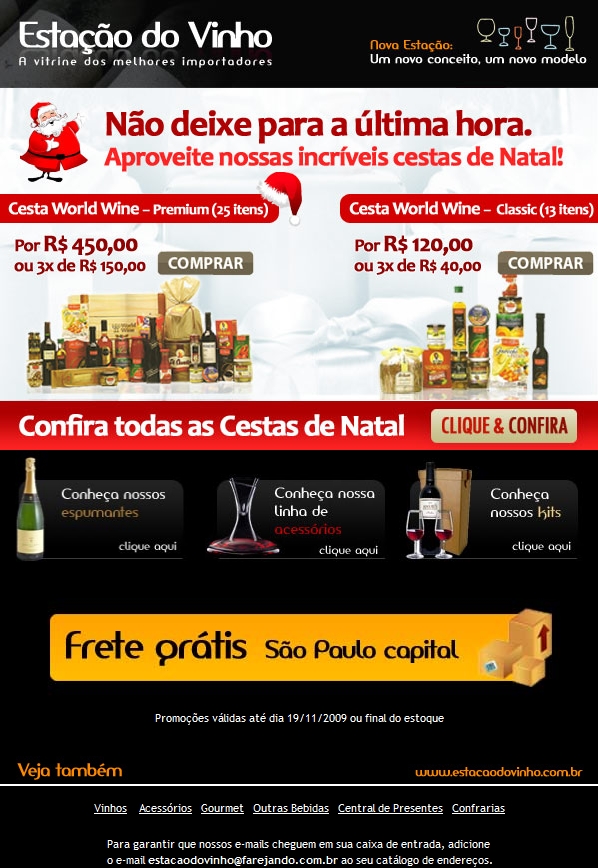 Estação do Vinho
A vitrine dos melhores importadores
Nova Estação:
Um novo conceito, um novo modelo
Não deixe para a última hora.
Aproveite nossas incríveis cestas de Natal!
Cesta World Wine – Premium (25 itens)
Por R$ 450,00
ou 3x de R$ 150,00
COMPRAR
Cesta World Wine – Classic (13 itens)
Por R$ 120,00
ou 3x de R$ 40,00
COMPRAR
Confira todas as Cestas de Natal
CLIQUE & CONFIRA
Conheça nossos
espumantes
clique aqui
Conheça nossa
linha de
acessórios
clique aqui
Conheça
nossos kits
clique aqui
Frete grátis São Paulo capital
Promoções válidas até dia 19/11/2009 ou final do estoque
Veja também
www.estacaodovinho.com.br
Vinhos Acessórios Gourmet Outras Bebidas Central de Presentes Confrarias
Para garantir que nossos e-mails cheguem em sua caixa de entrada, adicione
o e-mail estacaodovinho@farejando.com.br ao seu catálogo de endereços.